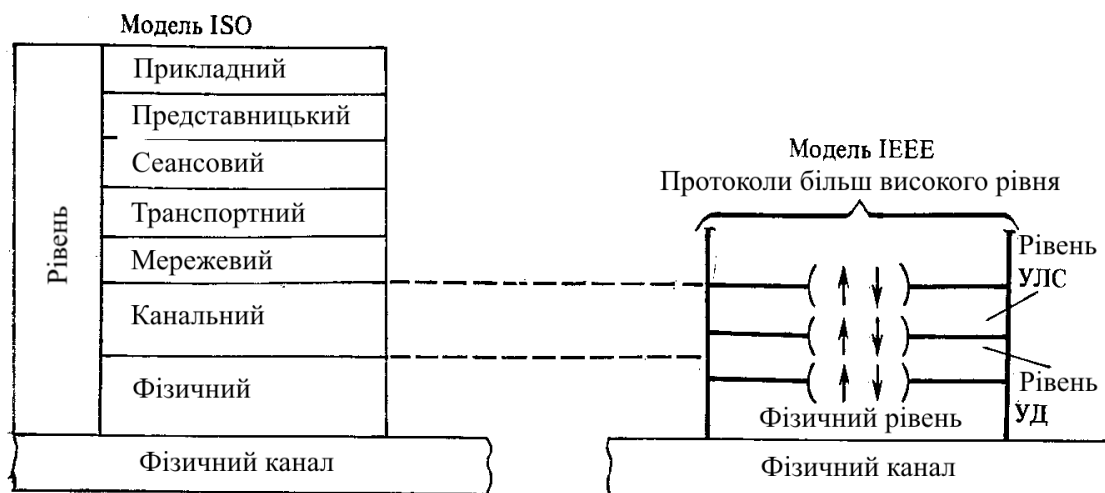 Модель ISO
Рівень
Прикладний
Представницький
Сеансовий
Транспортний
Мережевий
Канальний
Фізичний
Фізичний канал
Модель IEEE
Протоколи більш високого рівня
Рівень
УЛС
Рівень
УД
Фізичний рівень
Фізичний канал